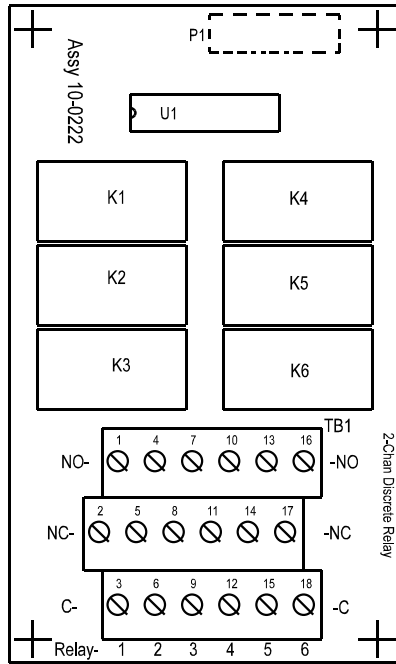 P1
Assy 10-0222
U1
K1 K4
K2 K5
K3 K6
TB1
1 4 7 10 13 16
NO- -NO
2 5 8 11 14 17
NC- -NC
3 6 9 12 15 18
C- -C
Relay- 1 2 3 4 5 6
2-Chan Discrete Relay